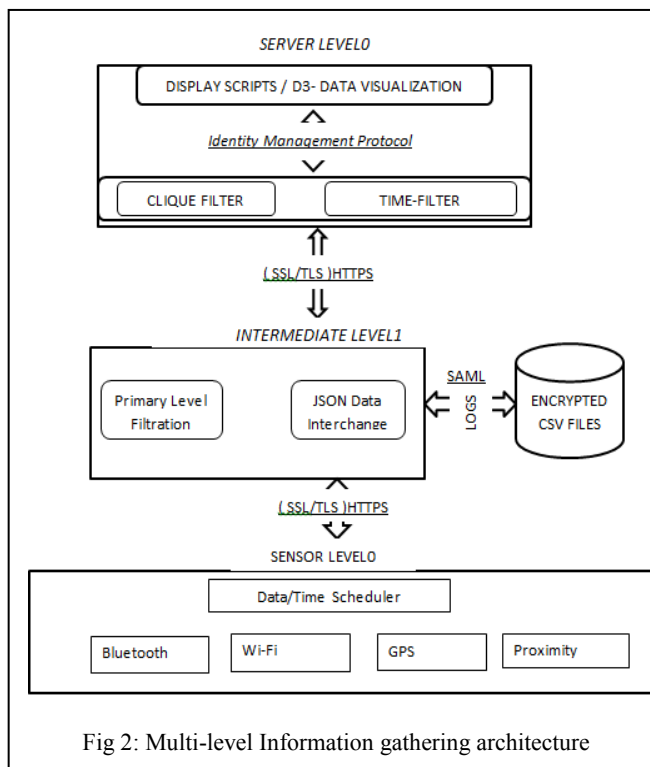 SERVER LEVEL0
DISPLAY SCRIPTS / D3- DATA VISUALIZATION
Identity Management Protocol
CLIQUE FILTER
TIME-FILTER
( SSL/TLS )HTTPS
INTERMEDIATE LEVEL1
Primary Level
Filtration
JSON Data
Interchange
SAML
LOGS
ENCRYPTED
CSV FILES
( SSL/TLS )HTTPS
SENSOR LEVEL0
Data/Time Scheduler
Bluetooth
Wi-Fi
GPS
Proximity
Fig 2: Multi-level Information gathering architecture